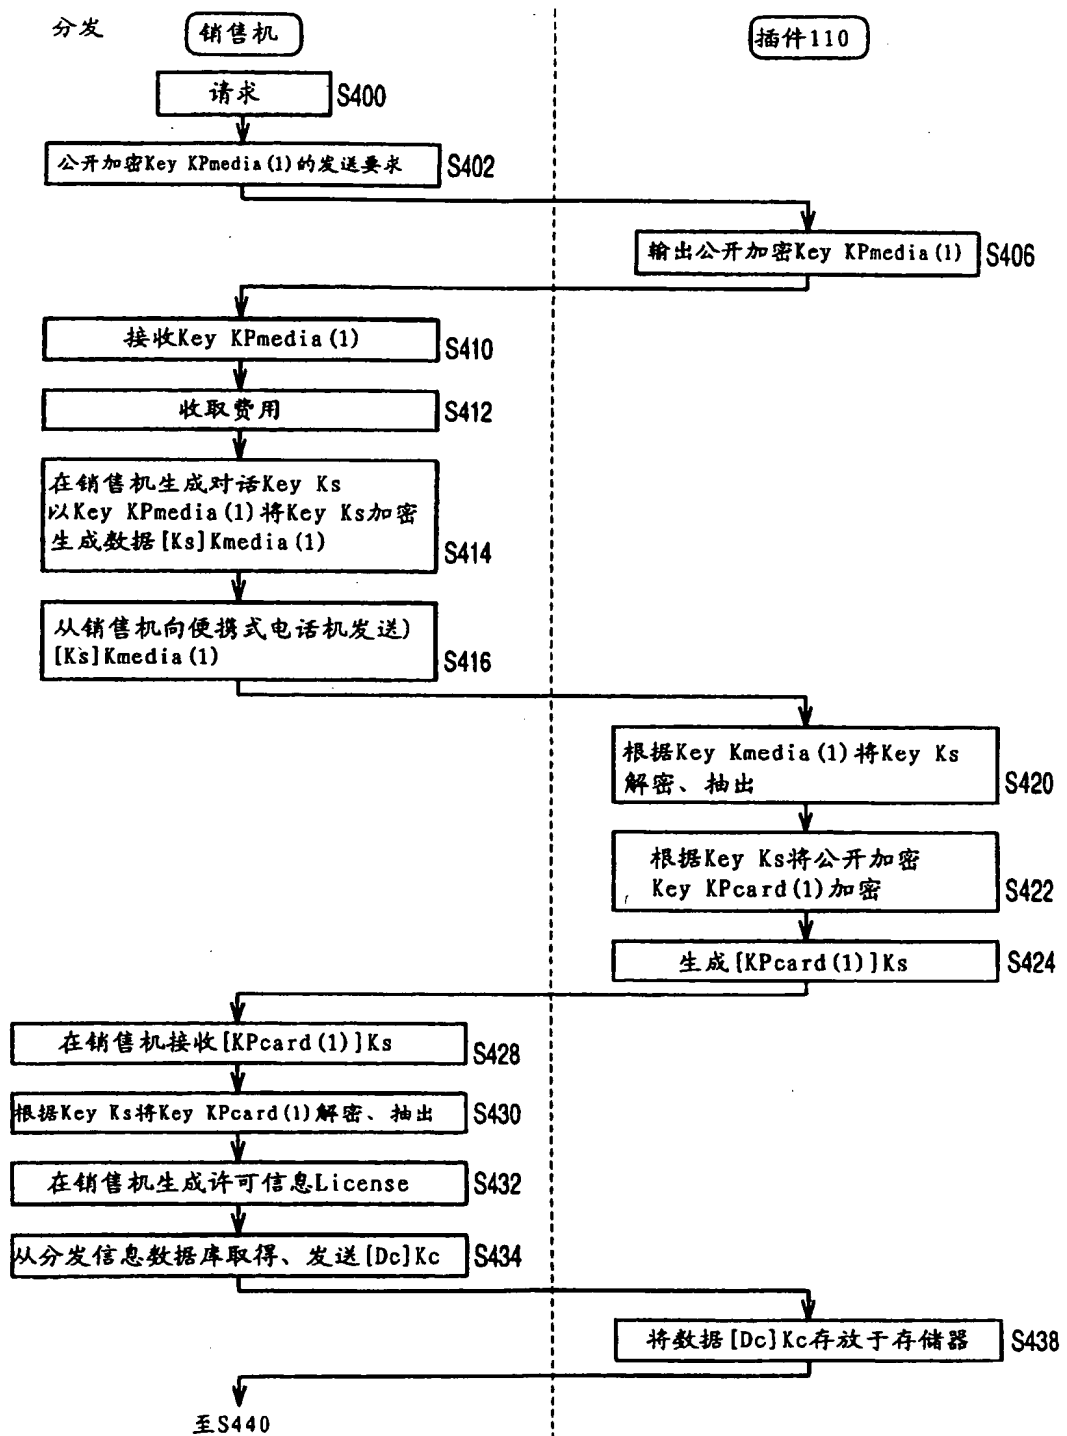 分发
销售机
插件110
请求
S400
公开加密Key KPmedia(1)的发送要求
S402
输出公开加密Key KPmedia(1)
S406
接收Key KPmedia(1)
S410
收取费用
S412
在销售机生成对话Key Ks
以Key KPmedia(1)将Key Ks加密
生成数据[Ks]Kmedia(1)
S414
从销售机向便携式电话机发送)
[Ks]Kmedia(1)
S416
根据Key Kmedia(1)将Key Ks
解密、抽出
S420
根据Key Ks将公开加密
Key KPcard(1)加密
S422
生成[KPcard(1)]Ks
S424
在销售机接收[KPcard(1)]Ks
S428
根据Key Ks将Key KPcard(1)解密、抽出
S430
在销售机生成许可信息License
S432
从分发信息数据库取得、发送[Dc]Kc
S434
将数据[Dc]Kc存放于存储器
S438
至S440